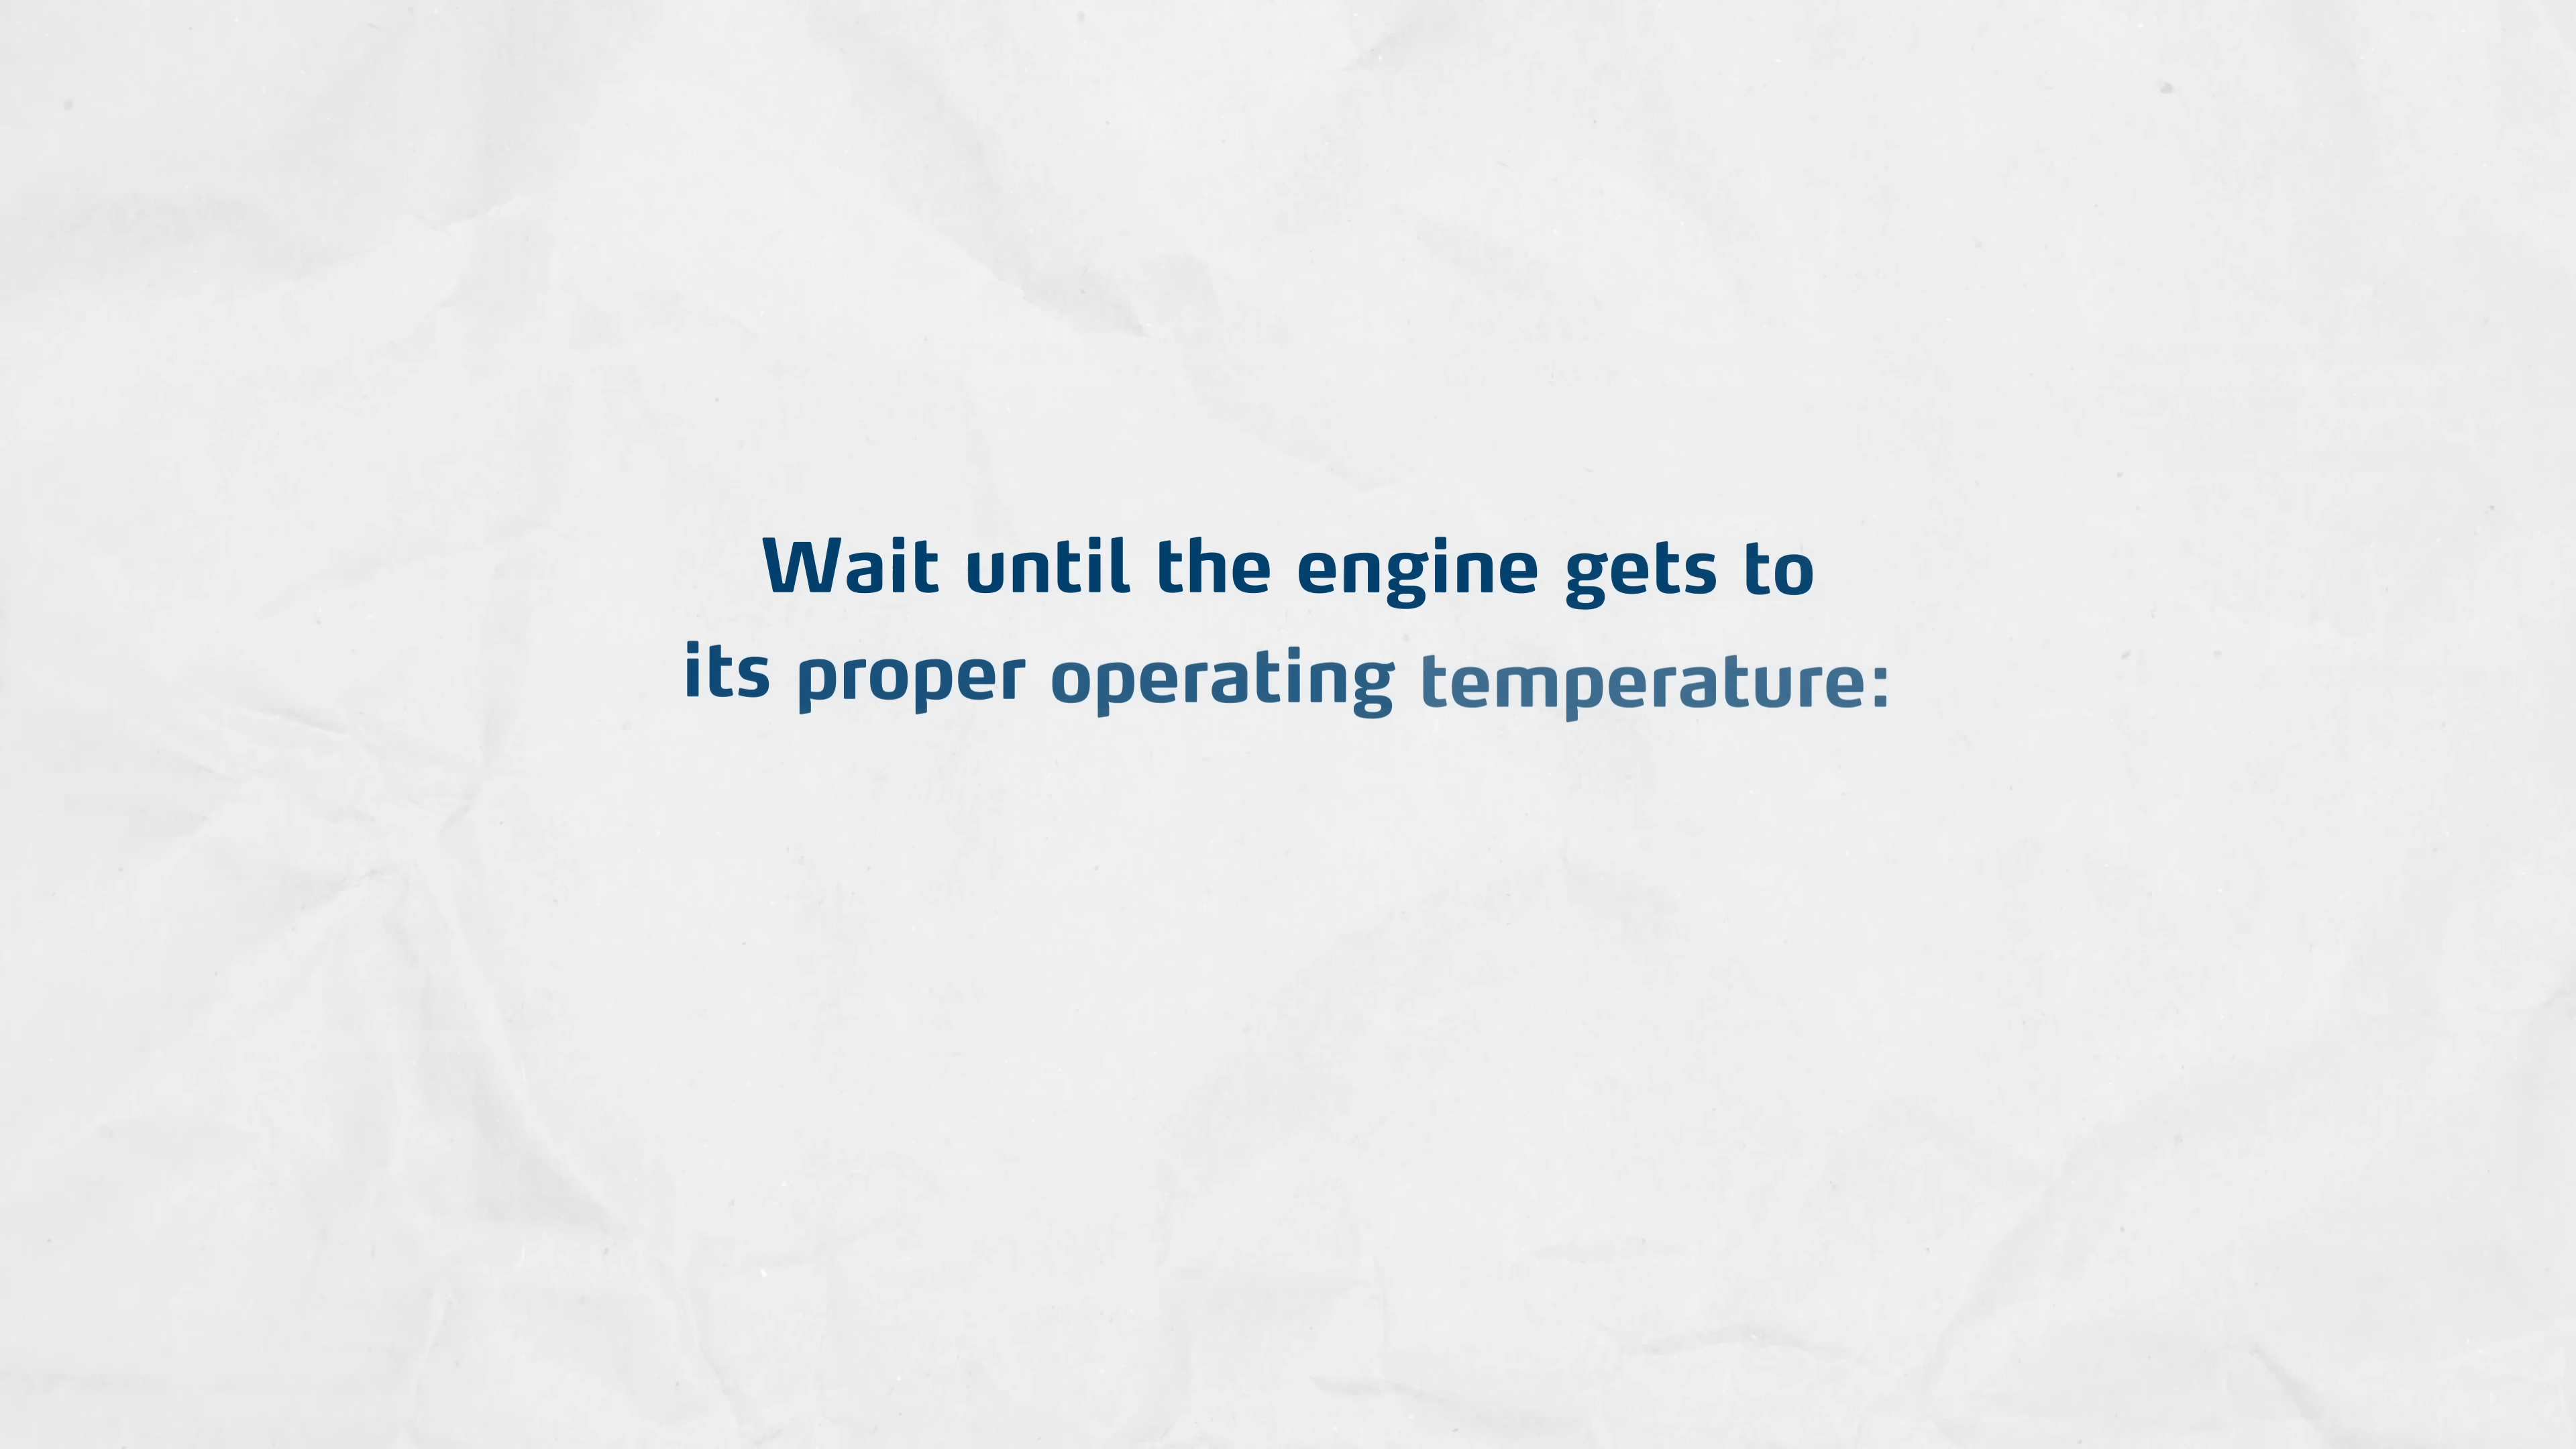 Wait until the engine gets to
its proper operating temperature: